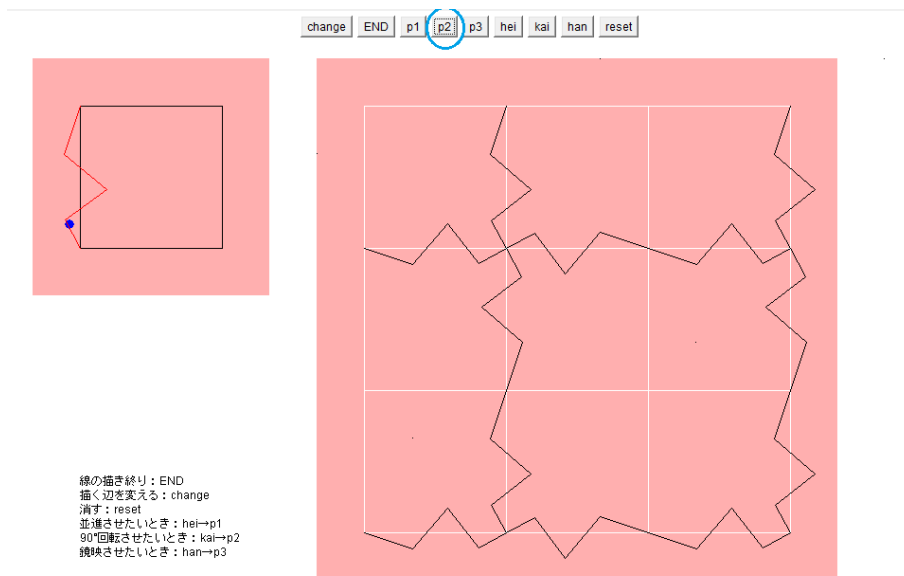 change END p1 p2 p3 hei kai han reset
線の描き終り：END
描く辺を変える：change
消す：reset
並進させたいとき：hei→p1
90°回転させたいとき：kai→p2
鏡映させたいとき：han→p3